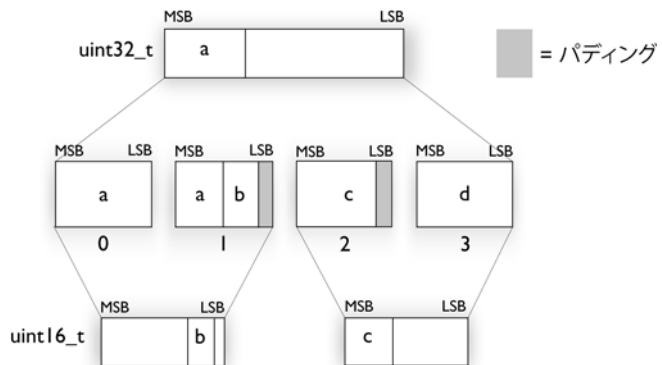 MSB LSB
uint32_t a = パディング
MSB LSB MSB LSB MSB LSB MSB LSB
a a b c d
0 1 2 3
MSB LSB MSB LSB
uint16_t b c